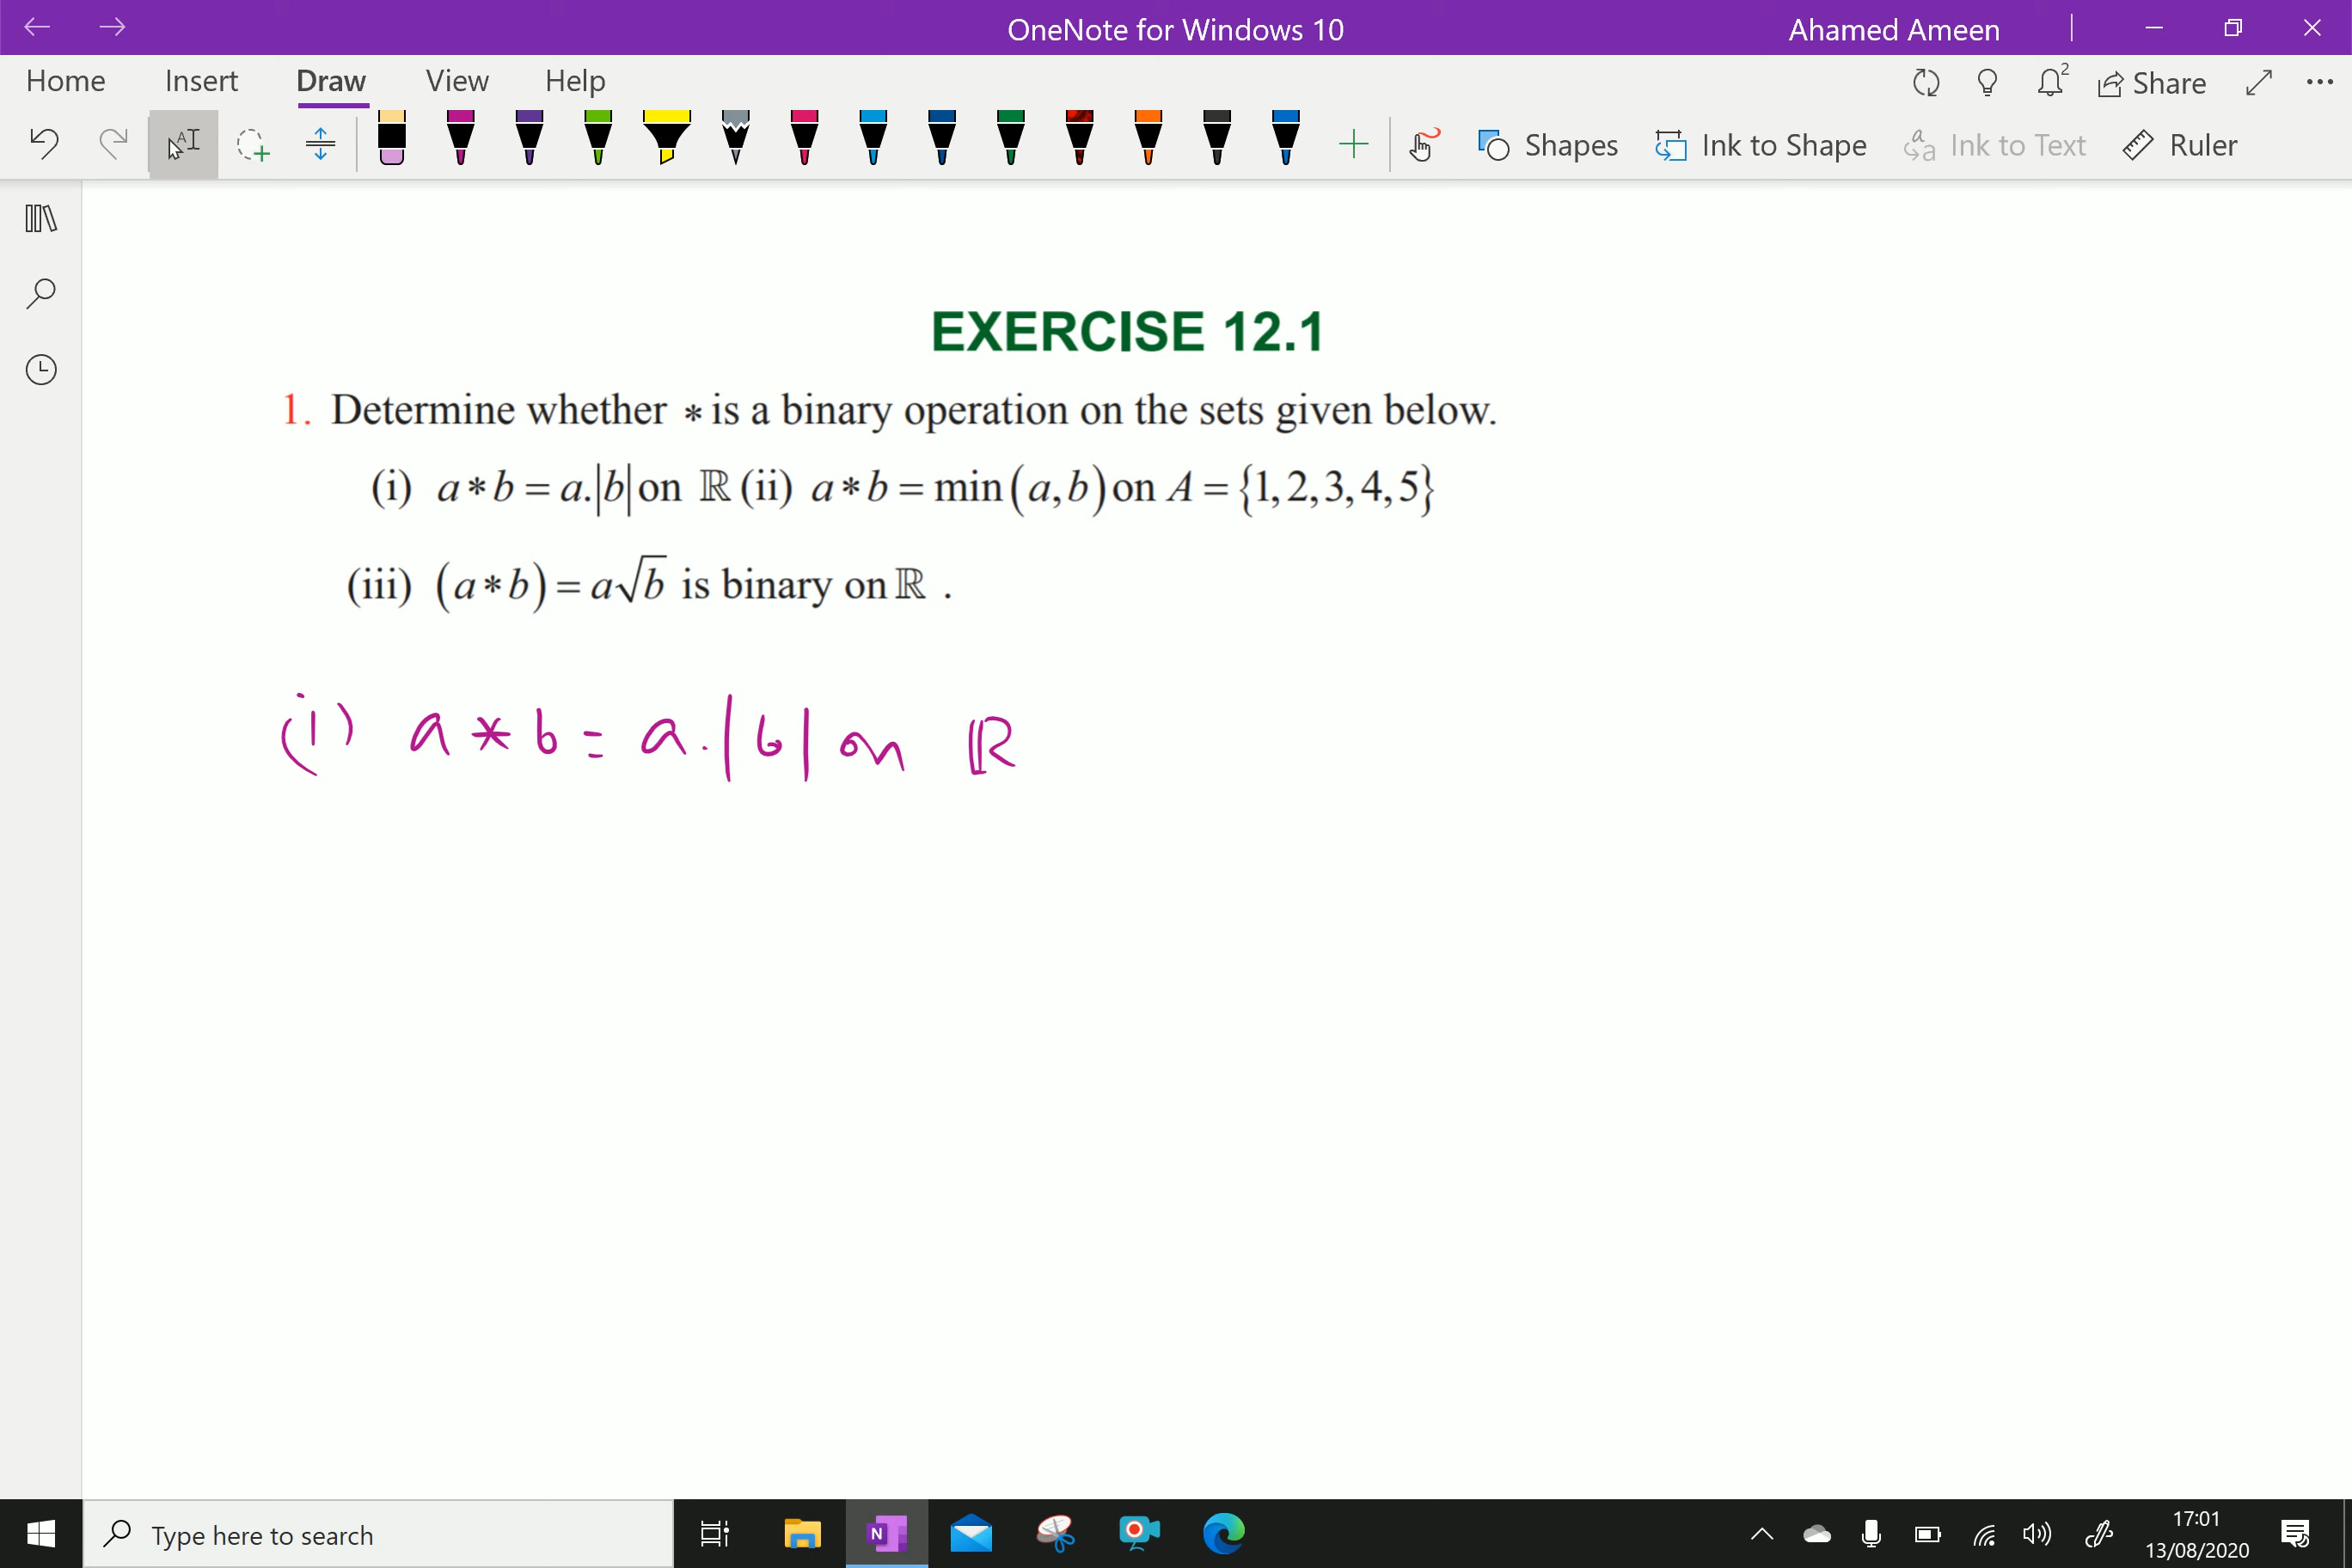 OneNote for Windows 10 Ahamed Ameen
Home Insert Draw View Help 2 Share
AI Shapes Ink to Shape a a Ink to Text Ruler
EXERCISE 12.1
1. Determine whether * is a binary operation on the sets given below.
(i) a * b = a.|b| on ℝ (ii) a * b = min(a,b) on A = {1,2,3,4,5}
(iii) (a * b) = a√b is binary on ℝ .
(i) a * b = a.|b| on ℝ
Type here to search N 17:01
13/08/2020